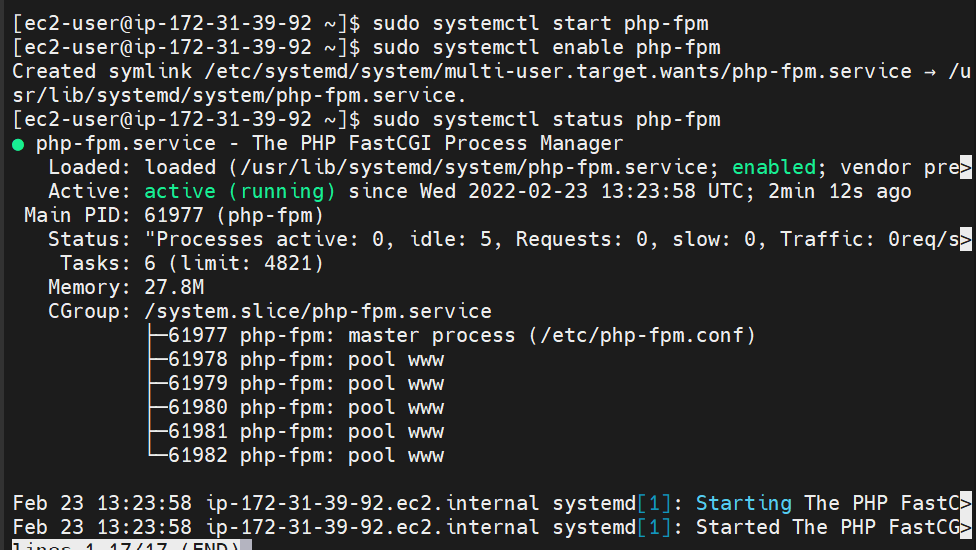 [ec2-user@ip-172-31-39-92 ~]$ sudo systemctl start php-fpm
[ec2-user@ip-172-31-39-92 ~]$ sudo systemctl enable php-fpm
Created symlink /etc/systemd/system/multi-user.target.wants/php-fpm.service → /u
sr/lib/systemd/system/php-fpm.service.
[ec2-user@ip-172-31-39-92 ~]$ sudo systemctl status php-fpm
● php-fpm.service - The PHP FastCGI Process Manager
   Loaded: loaded (/usr/lib/systemd/system/php-fpm.service; enabled; vendor pre>
   Active: active (running) since Wed 2022-02-23 13:23:58 UTC; 2min 12s ago
 Main PID: 61977 (php-fpm)
   Status: "Processes active: 0, idle: 5, Requests: 0, slow: 0, Traffic: 0req/s>
    Tasks: 6 (limit: 4821)
   Memory: 27.8M
   CGroup: /system.slice/php-fpm.service
           ├─61977 php-fpm: master process (/etc/php-fpm.conf)
           ├─61978 php-fpm: pool www
           ├─61979 php-fpm: pool www
           ├─61980 php-fpm: pool www
           ├─61981 php-fpm: pool www
           └─61982 php-fpm: pool www

Feb 23 13:23:58 ip-172-31-39-92.ec2.internal systemd[1]: Starting The PHP FastC>
Feb 23 13:23:58 ip-172-31-39-92.ec2.internal systemd[1]: Started The PHP FastCG>
lines 1-17/17 (END)